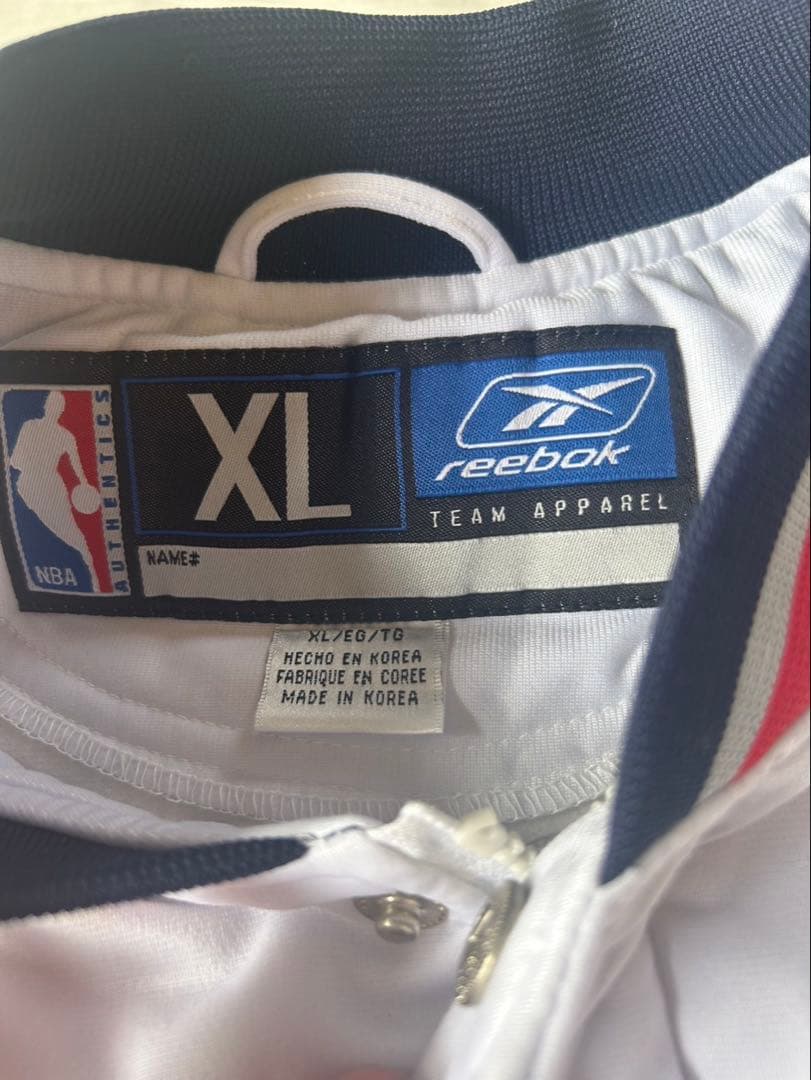 NBA
AUTHENTICS
XL
reebok
TEAM APPAREL
NAME#
XL/EG/TG
HECHO EN KOREA
FABRIQUE EN COREE
MADE IN KOREA